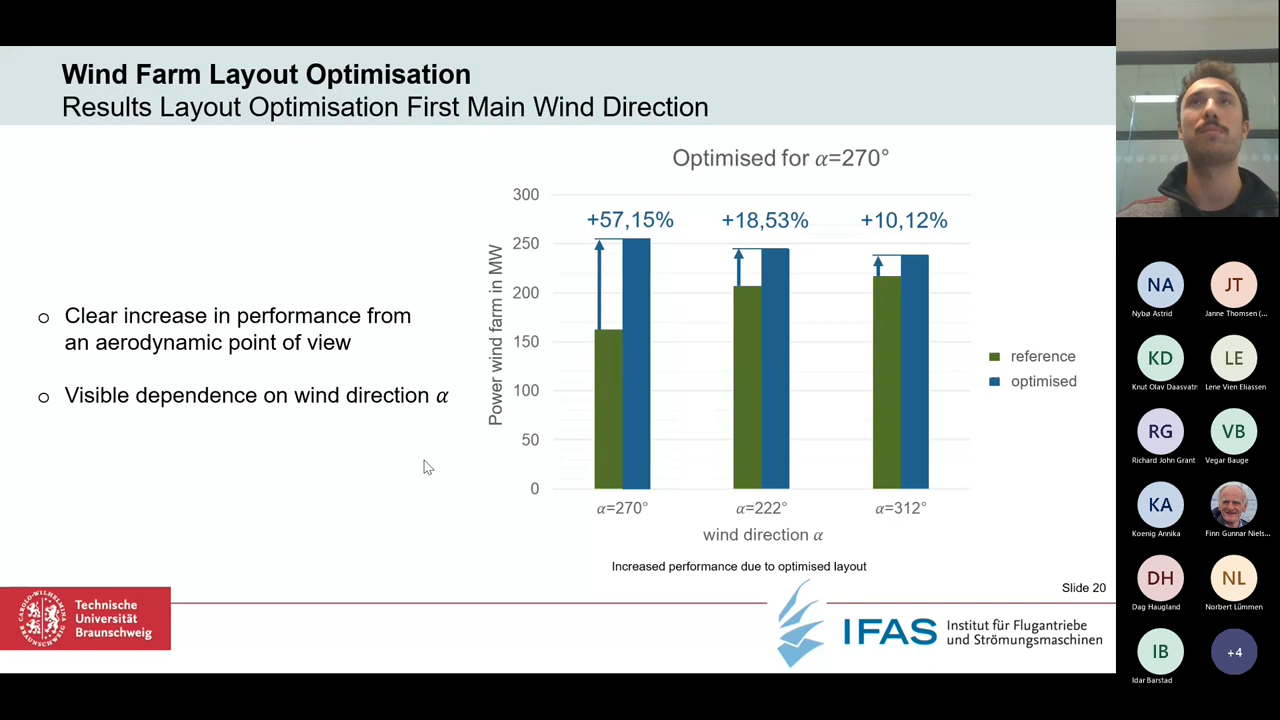 Wind Farm Layout Optimisation
Results Layout Optimisation First Main Wind Direction
Clear increase in performance from
an aerodynamic point of view
Visible dependence on wind direction α
Optimised for α=270°
Power wind farm in MW
300
250
200
150
100
50
0
+57,15%
+18,53%
+10,12%
α=270°
α=222°
α=312°
wind direction α
reference
optimised
Increased performance due to optimised layout
Slide 20
Technische
Universität
Braunschweig
CAROLO-WILHELMINA
IFAS
Institut für Flugantriebe
und Strömungsmaschinen
NA
Nybø Astrid
JT
Janne Thomsen (...
KD
Knut Olav Daasvatn
LE
Lene Vien Eliassen
RG
Richard John Grant
VB
Vegar Bauge
KA
Koenig Annika
Finn Gunnar Niels...
DH
Dag Haugland
NL
Norbert Lümmen
IB
Idar Barstad
+4